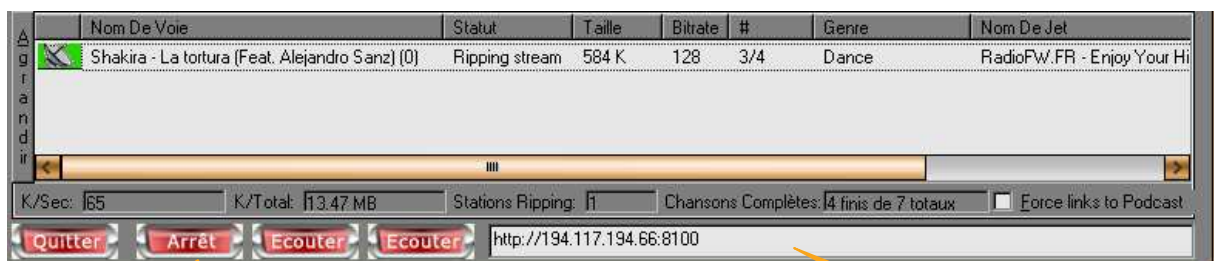 Agrandir
Nom De Voie Statut Taille Bitrate # Genre Nom De Jet
Shakira - La tortura (Feat. Alejandro Sanz) (0) Ripping stream 584 K 128 3/4 Dance RadioFW.FR - Enjoy Your Hi
K/Sec: 65 K/Total: 13.47 MB Stations Ripping: 1 Chansons Complètes: 4 finis de 7 totaux Force links to Podcast
Quitter Arrêt Ecouter Ecouter http://194.117.194.66:8100